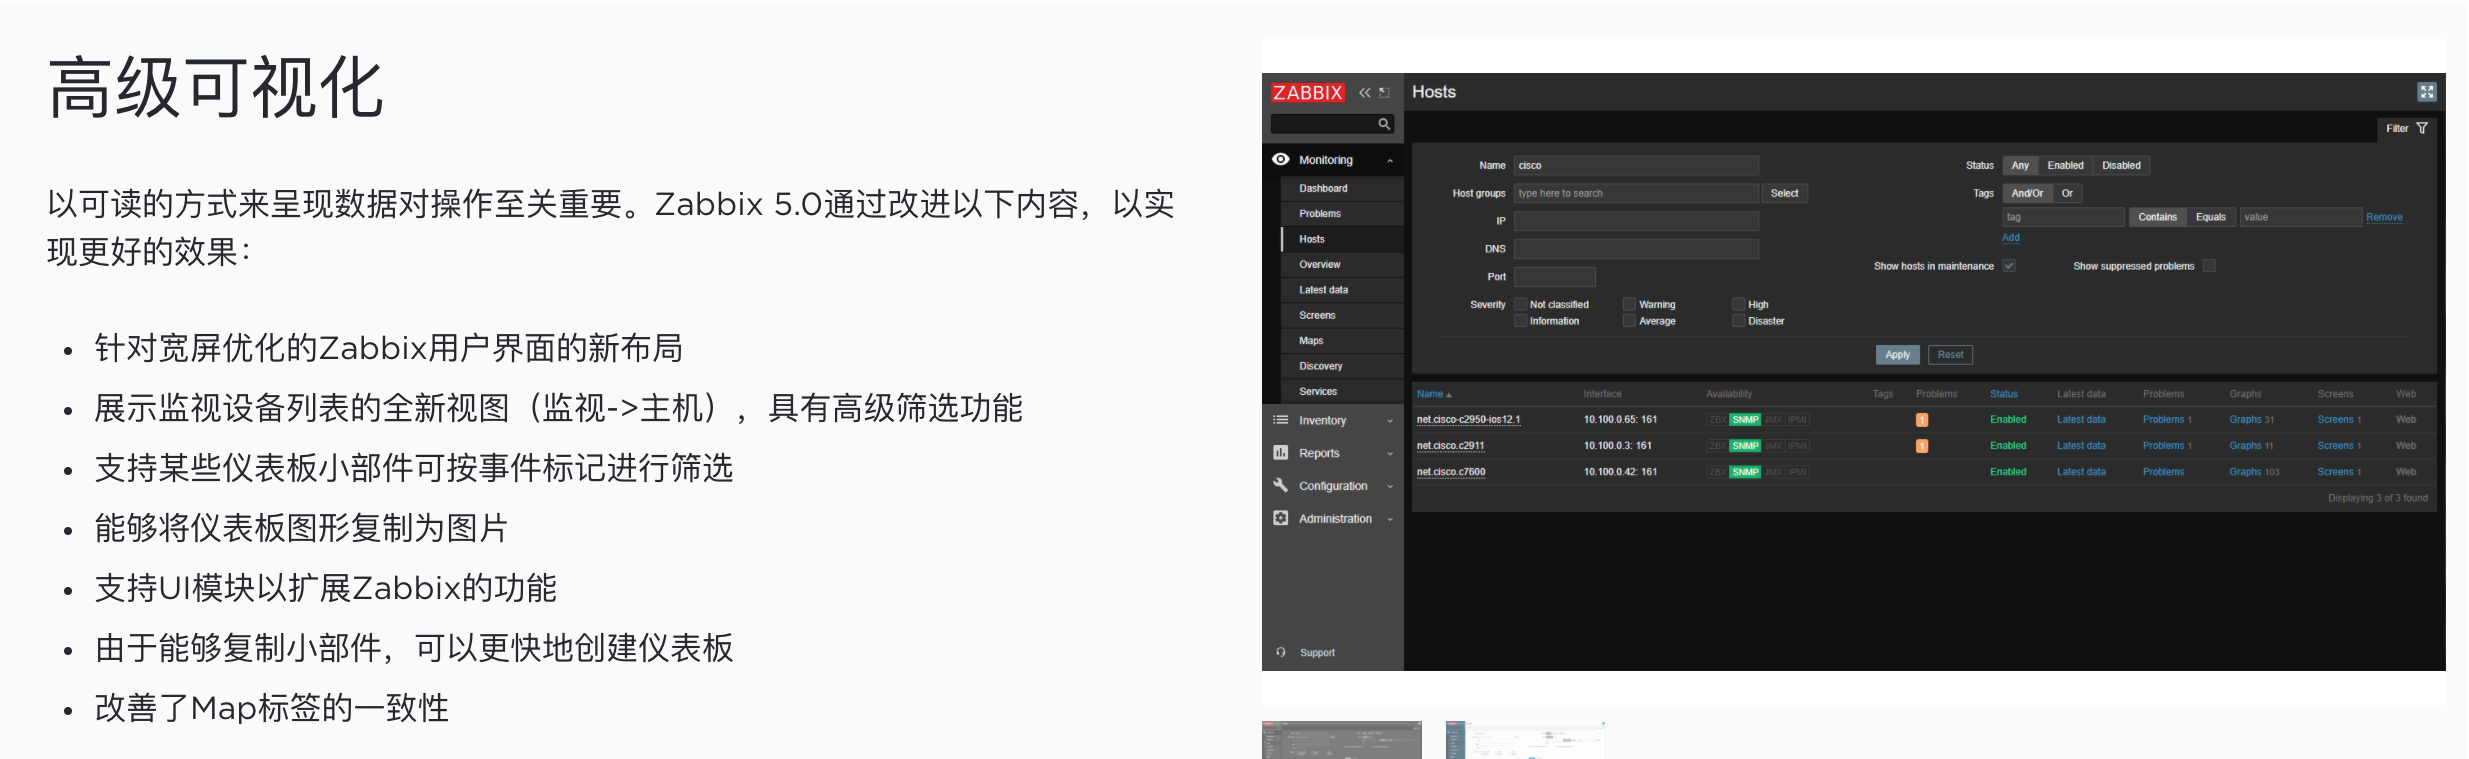 高级可视化
以可读的方式来呈现数据对操作至关重要。Zabbix 5.0通过改进以下内容，以实
现更好的效果：
• 针对宽屏优化的Zabbix用户界面的新布局
• 展示监视设备列表的全新视图（监视->主机），具有高级筛选功能
• 支持某些仪表板小部件可按事件标记进行筛选
• 能够将仪表板图形复制为图片
• 支持UI模块以扩展Zabbix的功能
• 由于能够复制小部件，可以更快地创建仪表板
• 改善了Map标签的一致性
ZABBIX
Monitoring
Dashboard
Problems
Hosts
Overview
Latest data
Screens
Maps
Discovery
Services
Inventory
Reports
Configuration
Administration
Support
Hosts
Filter
Name cisco
Host groups type here to search Select
IP
DNS
Port
Severity Not classified Warning High
Information Average Disaster
Status Any Enabled Disabled
Tags And/Or Or
tag Contains Equals value Remove
Add
Show hosts in maintenance Show suppressed problems
Apply Reset
Name Interface Availability Tags Problems Status Latest data Problems Graphs Screens Web
net.cisco-c2950-ios12.1 10.100.0.65: 161 ZBX SNMP JMX IPMI 1 Enabled Latest data Problems 1 Graphs 31 Screens 1 Web
net.cisco.c2911 10.100.0.3: 161 ZBX SNMP JMX IPMI 1 Enabled Latest data Problems 1 Graphs 11 Screens 1 Web
net.cisco.c7600 10.100.0.42: 161 ZBX SNMP JMX IPMI Enabled Latest data Problems Graphs 103 Screens 1 Web
Displaying 3 of 3 found